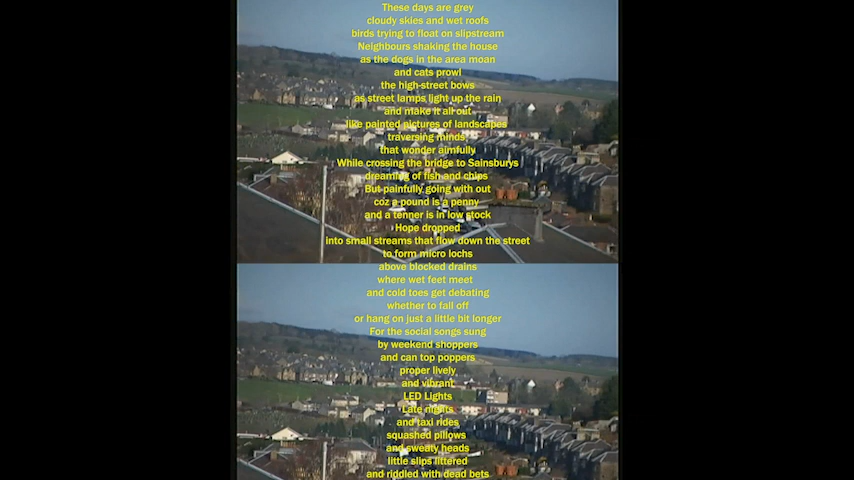 These days are grey
cloudy skies and wet roofs
birds trying to float on slipstream
Neighbours shaking the house
as the dogs in the area moan
and cats prowl
the high-street bows
as street lamps light up the rain
and make it all out
like painted pictures of landscapes
traversing minds
that wonder aimfully
While crossing the bridge to Sainsburys
dreaming of fish and chips
But painfully going with out
coz a pound is a penny
and a tenner is in low stock
Hope dropped
into small streams that flow down the street
to form micro lochs
above blocked drains
where wet feet meet
and cold toes get debating
whether to fall off
or hang on just a little bit longer
For the social songs sung
by weekend shoppers
and can top poppers
proper lively
and vibrant
LED Lights
Late nights
and taxi rides
squashed pillows
and sweaty heads
little slips littered
and riddled with dead bets